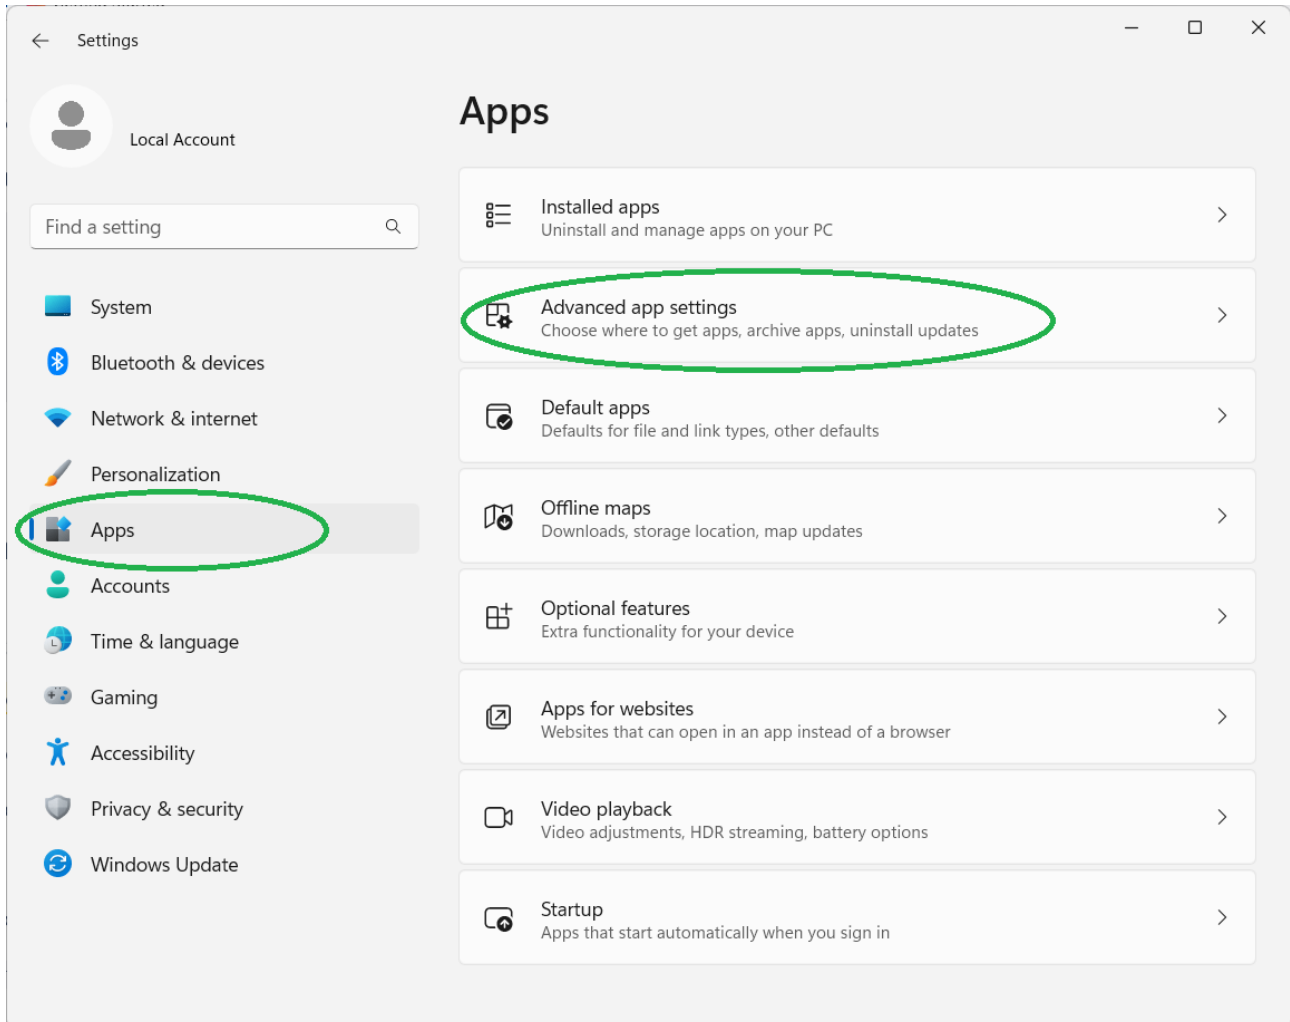 Settings
Local Account
Find a setting
System
Bluetooth & devices
Network & internet
Personalization
Apps
Accounts
Time & language
Gaming
Accessibility
Privacy & security
Windows Update
Apps
Installed apps
Uninstall and manage apps on your PC
Advanced app settings
Choose where to get apps, archive apps, uninstall updates
Default apps
Defaults for file and link types, other defaults
Offline maps
Downloads, storage location, map updates
Optional features
Extra functionality for your device
Apps for websites
Websites that can open in an app instead of a browser
Video playback
Video adjustments, HDR streaming, battery options
Startup
Apps that start automatically when you sign in